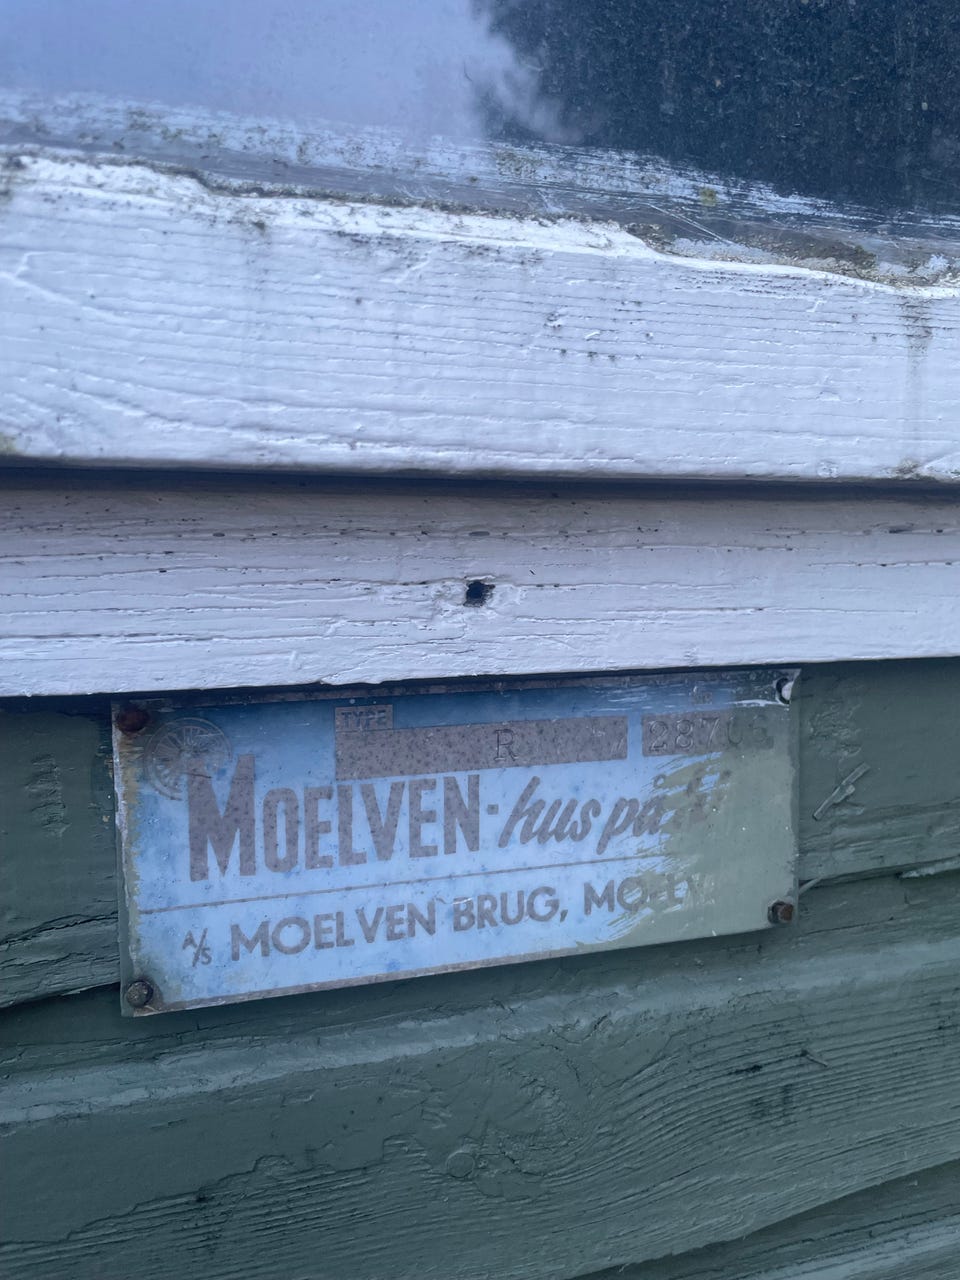 TYPE
R
MOELVEN-hus på
A/S MOELVEN BRUG,